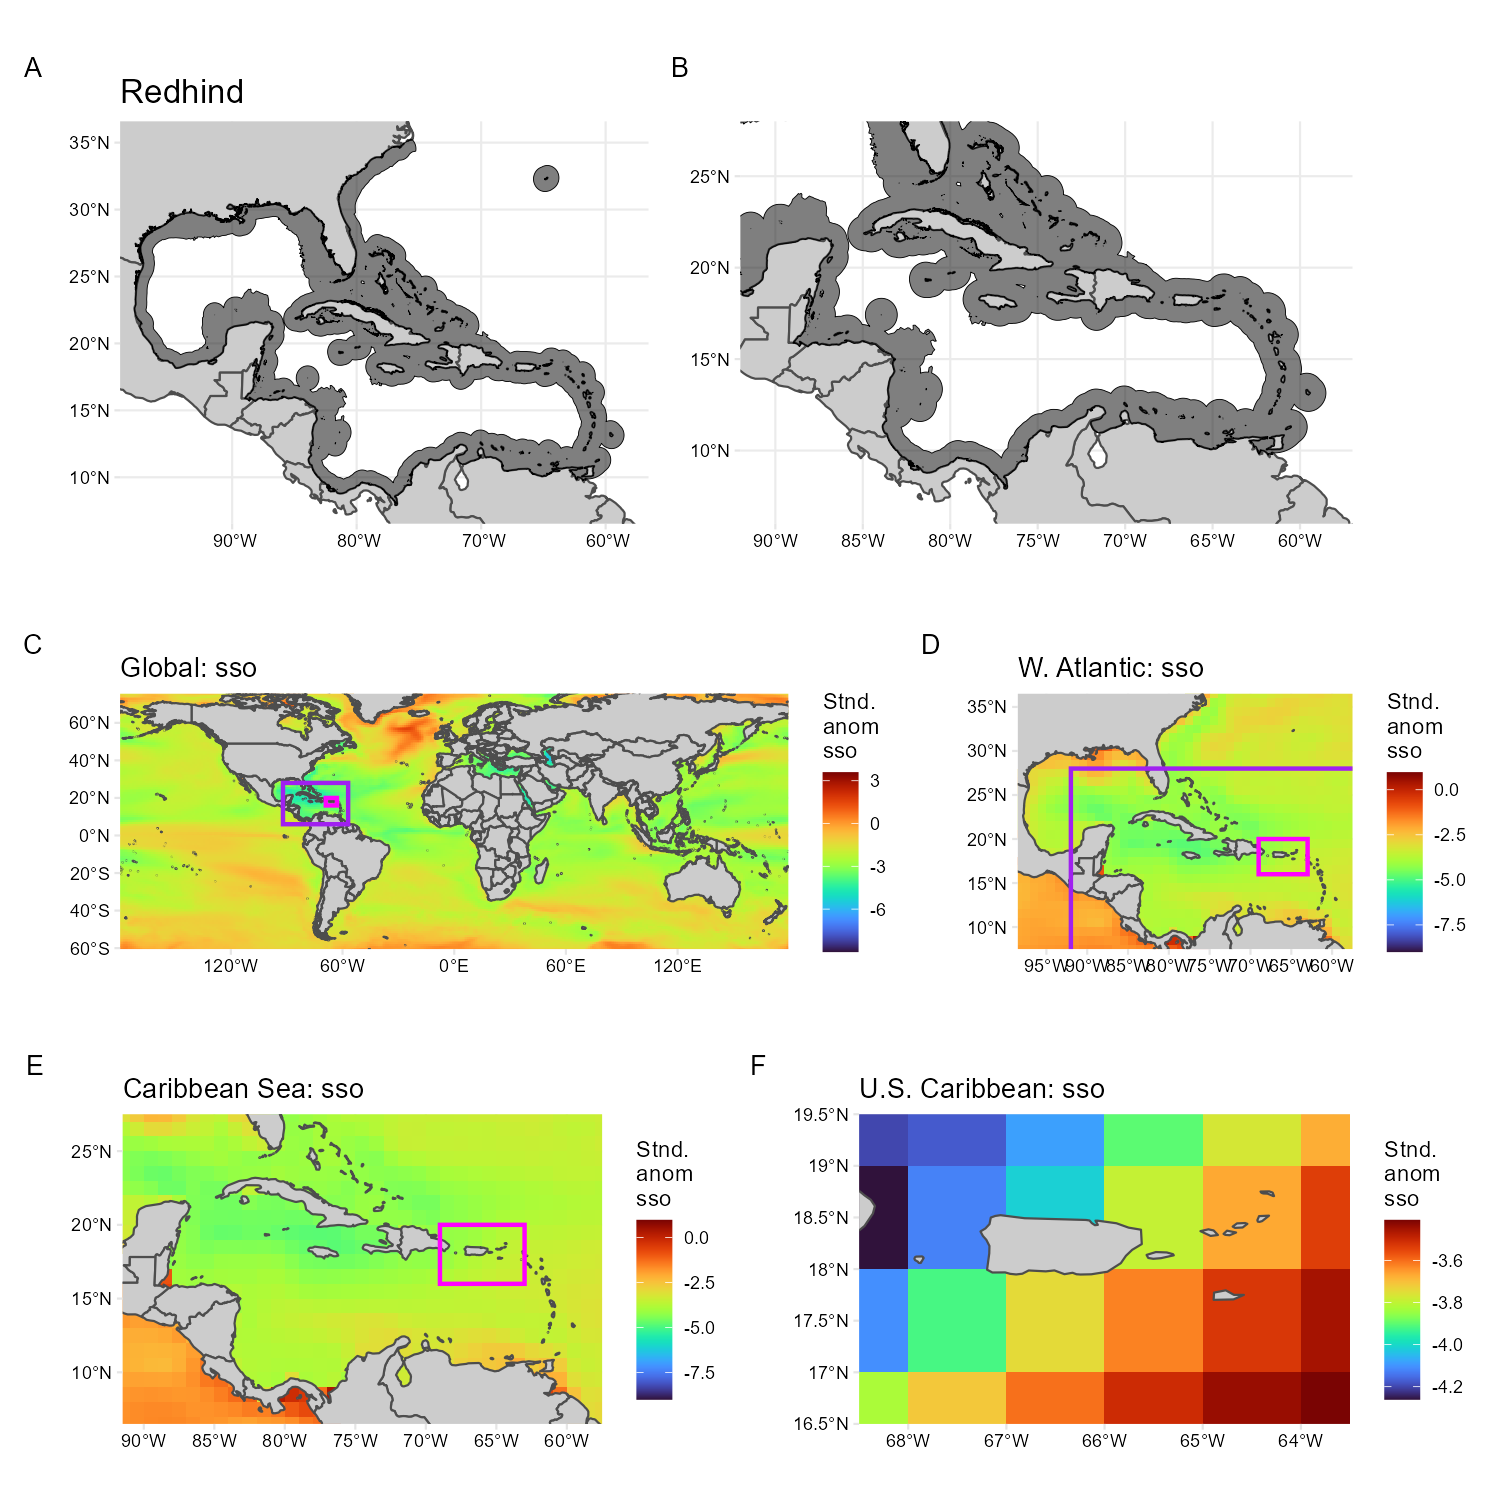 A
B
Redhind
35°N
30°N
25°N
20°N
15°N
10°N
90°W
80°W
70°W
60°W
25°N
20°N
15°N
10°N
90°W
85°W
80°W
75°W
70°W
65°W
60°W
C
Global: sso
60°N
40°N
20°N
0°N
20°S
40°S
60°S
120°W
60°W
0°E
60°E
120°E
Stnd.
anom
sso
3
0
-3
-6
D
W. Atlantic: sso
35°N
30°N
25°N
20°N
15°N
10°N
95°W
90°W
85°W
80°W
75°W
70°W
65°W
60°W
Stnd.
anom
sso
0.0
-2.5
-5.0
-7.5
E
Caribbean Sea: sso
25°N
20°N
15°N
10°N
90°W
85°W
80°W
75°W
70°W
65°W
60°W
Stnd.
anom
sso
0.0
-2.5
-5.0
-7.5
F
U.S. Caribbean: sso
19.5°N
19°N
18.5°N
18°N
17.5°N
17°N
16.5°N
68°W
67°W
66°W
65°W
64°W
Stnd.
anom
sso
-3.6
-3.8
-4.0
-4.2